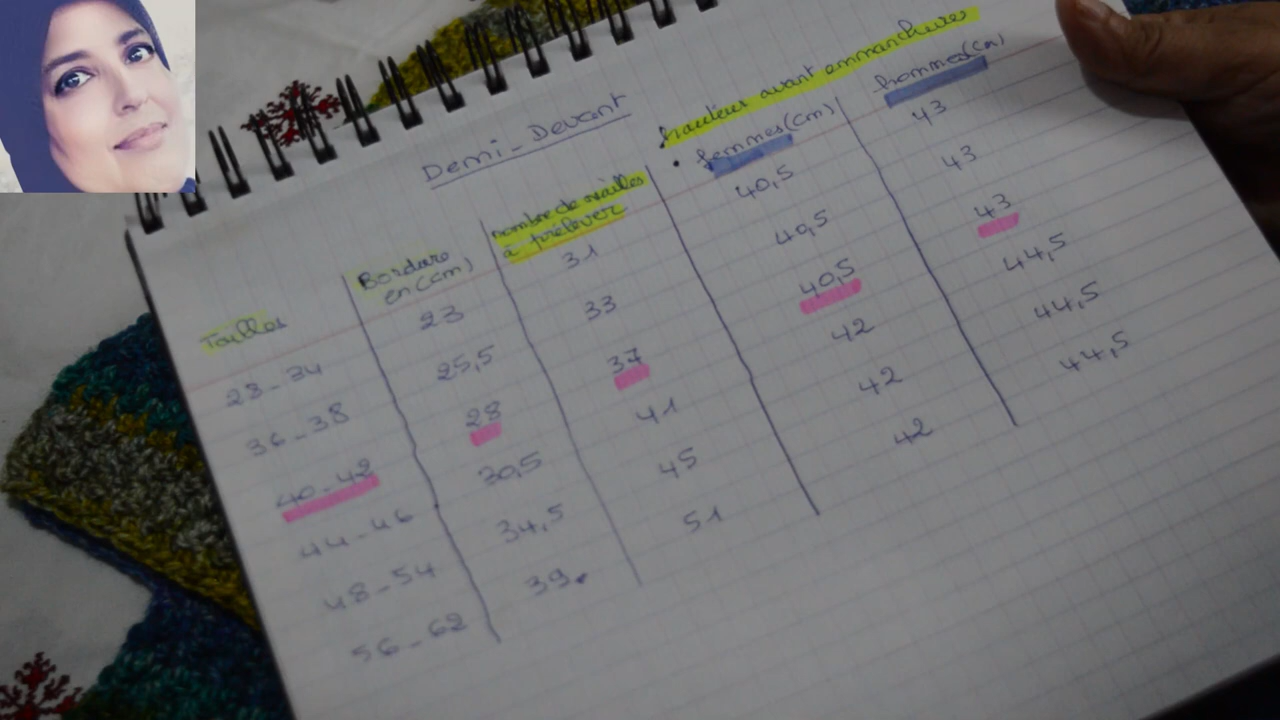 Demi-Devant
hauteur avant emmanchures
Tailles Bordure en (cm) nombre de mailles à prélever femmes (cm) hommes (cm)
28-34 23 31 40,5 43
36-38 25,5 33 40,5 43
40-42 28 37 40,5 43
44-46 30,5 41 42 44,5
48-54 34,5 45 42 44,5
56-62 39 51 42 44,5